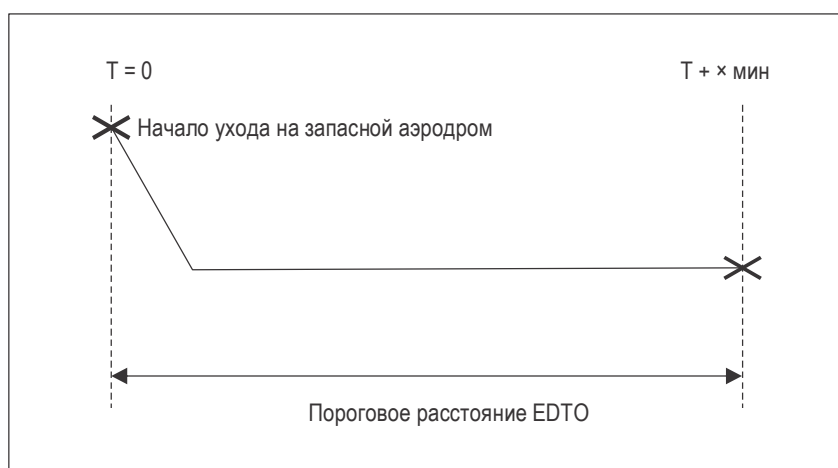 T = 0
T + × мин
Начало ухода на запасной аэродром
Пороговое расстояние EDTO